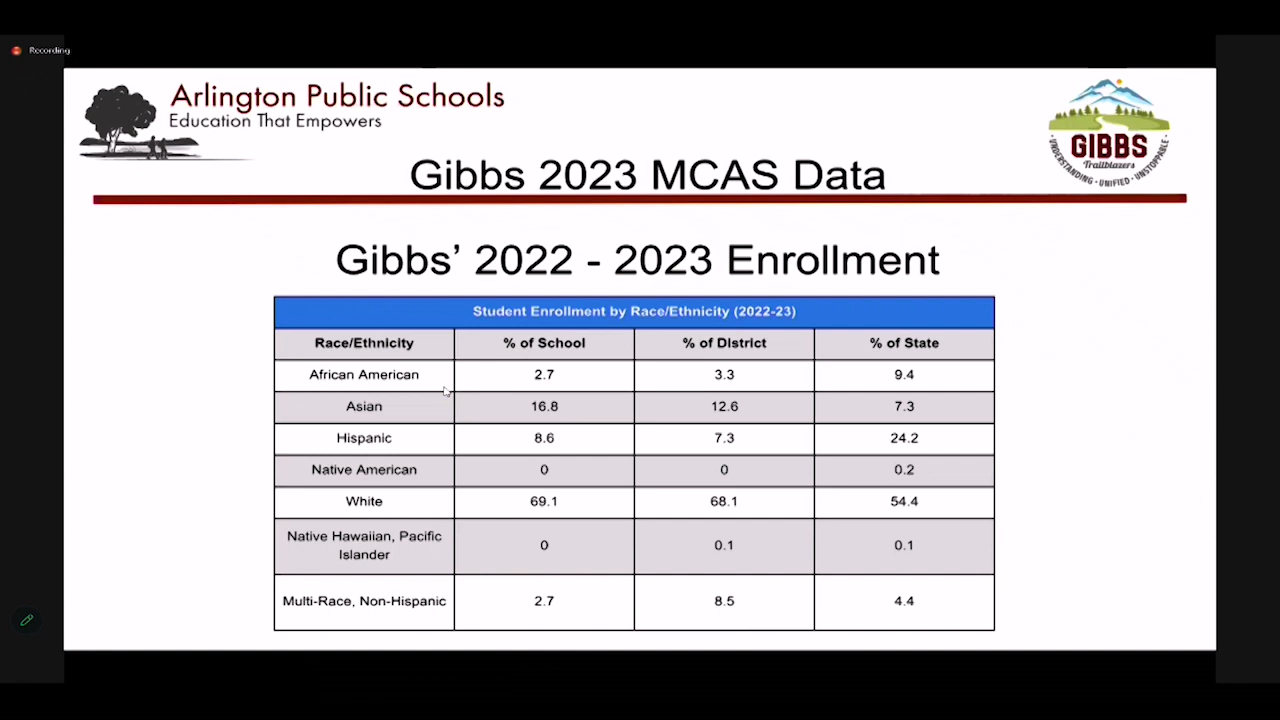 Recording
Arlington Public Schools
Education That Empowers
GIBBS
Trailblazers
UNDERSTANDING · UNIFIED · UNSTOPPABLE
Gibbs 2023 MCAS Data
Gibbs’ 2022 - 2023 Enrollment
Student Enrollment by Race/Ethnicity (2022-23)
Race/Ethnicity % of School % of District % of State
African American 2.7 3.3 9.4
Asian 16.8 12.6 7.3
Hispanic 8.6 7.3 24.2
Native American 0 0 0.2
White 69.1 68.1 54.4
Native Hawaiian, Pacific
Islander 0 0.1 0.1
Multi-Race, Non-Hispanic 2.7 8.5 4.4